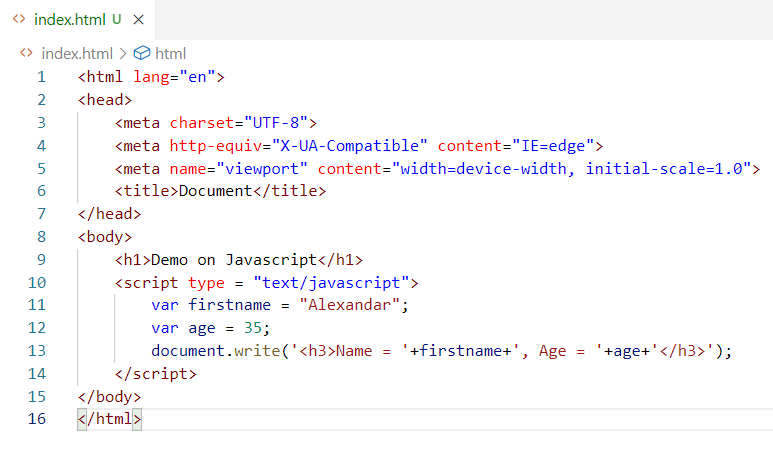 <> index.html U ×
<> index.html > html
1 <html lang="en">
2 <head>
3     <meta charset="UTF-8">
4     <meta http-equiv="X-UA-Compatible" content="IE=edge">
5     <meta name="viewport" content="width=device-width, initial-scale=1.0">
6     <title>Document</title>
7 </head>
8 <body>
9     <h1>Demo on Javascript</h1>
10     <script type = "text/javascript">
11         var firstname = "Alexandar";
12         var age = 35;
13         document.write('<h3>Name = '+firstname+', Age = '+age+'</h3>');
14     </script>
15 </body>
16 </html>